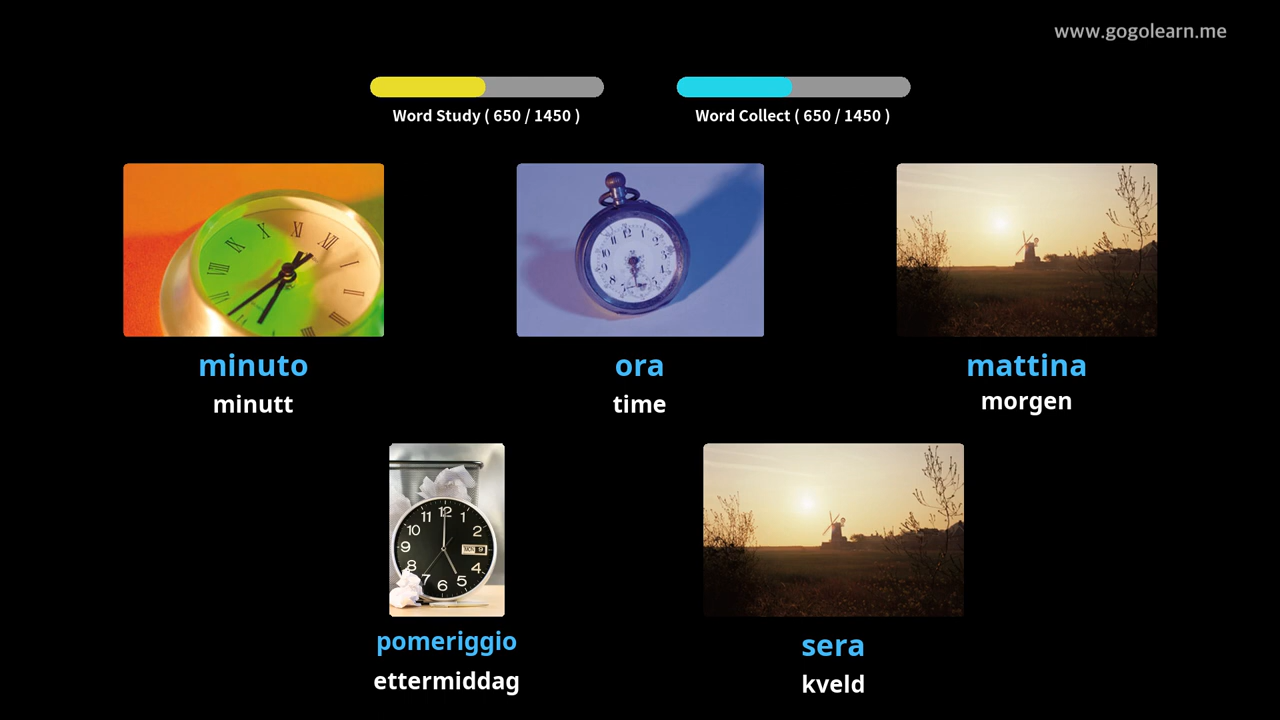 www.gogolearn.me
Word Study ( 650 / 1450 )
Word Collect ( 650 / 1450 )
minuto
minutt
ora
time
mattina
morgen
pomeriggio
ettermiddag
sera
kveld